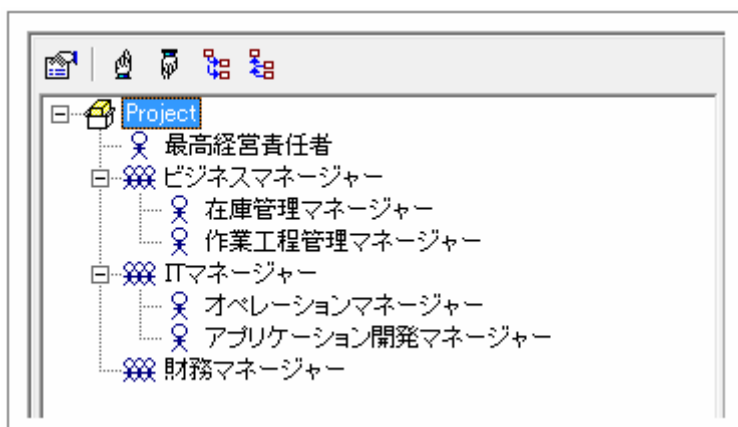 Project
最高経営責任者
ビジネスマネージャー
在庫管理マネージャー
作業工程管理マネージャー
ITマネージャー
オペレーションマネージャー
アプリケーション開発マネージャー
財務マネージャー